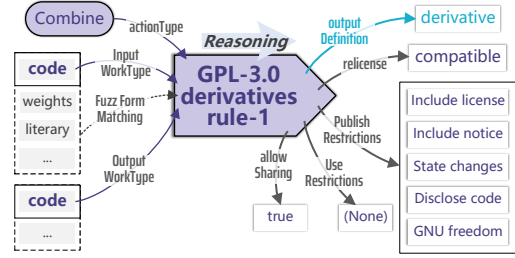 Combine
actionType
Reasoning
output
Definition
derivative
code
Input
WorkType
relicense
compatible
weights
literary
...
Fuzz Form
Matching
GPL-3.0
derivatives
rule-1
Publish
Restrictions
Include license
Include notice
State changes
Disclose code
GNU freedom
Output
WorkType
allow
Sharing
Use
Restrictions
code
...
true
(None)